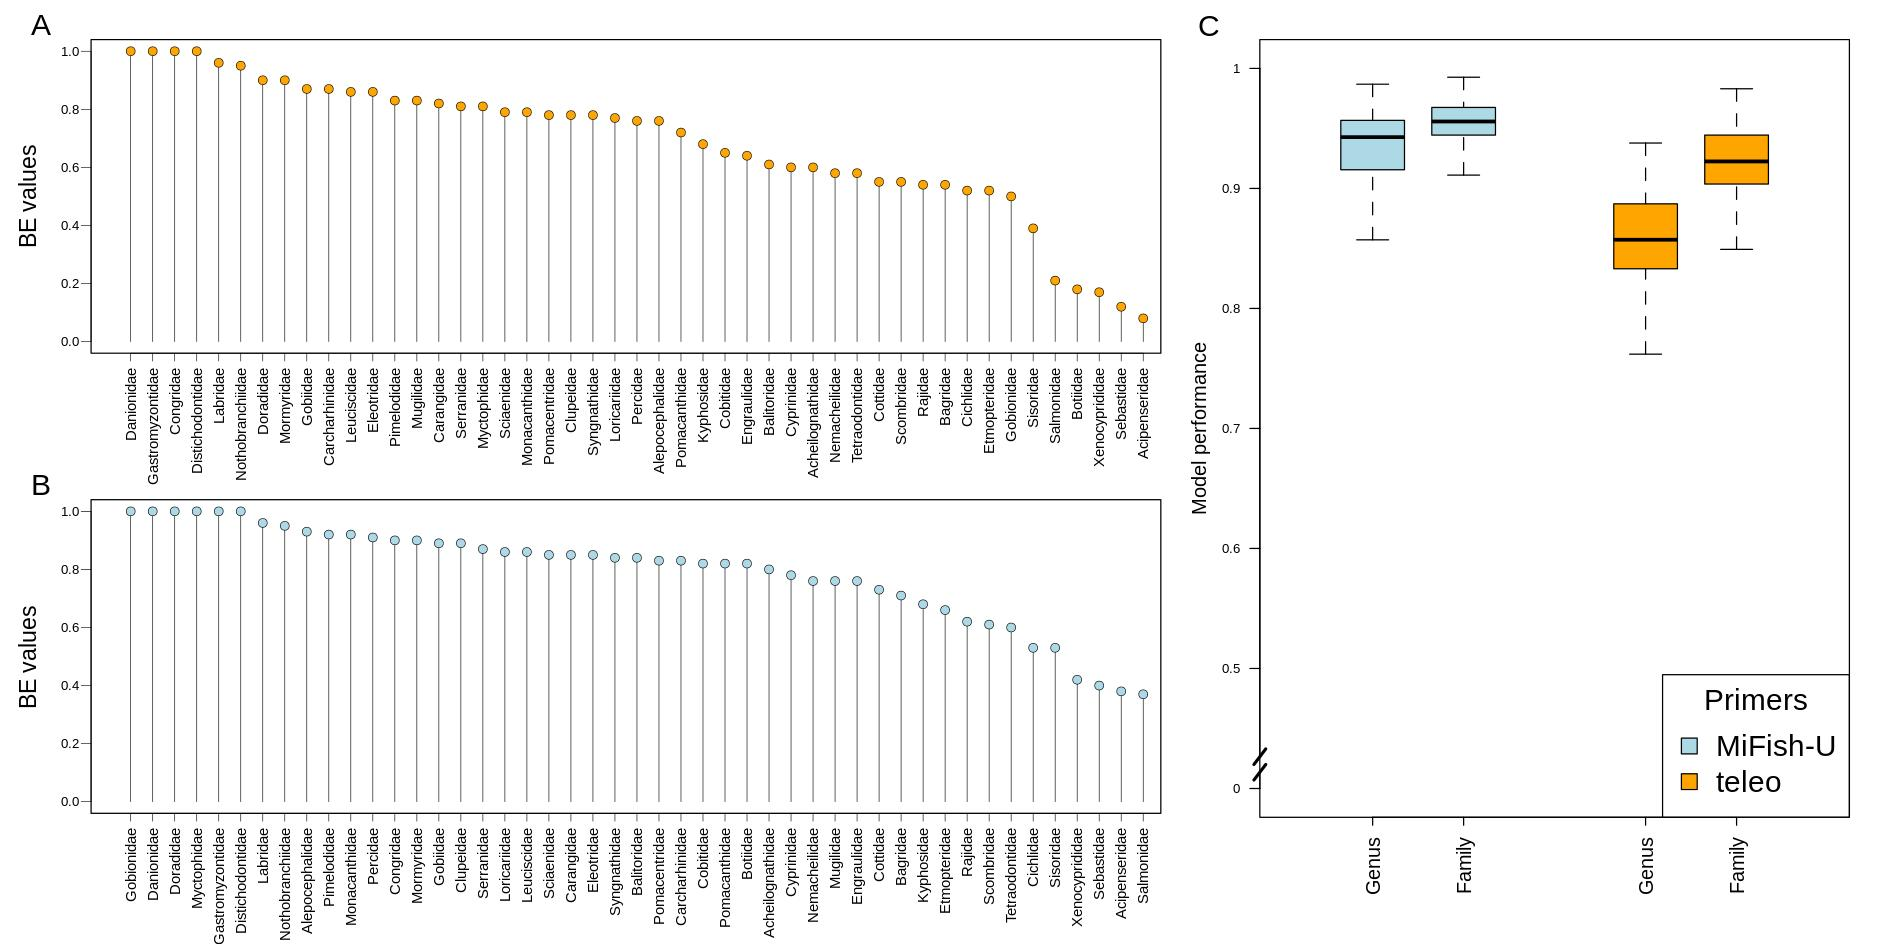 A
BE values
1.0
0.8
0.6
0.4
0.2
0.0
Danionidae
Gastromyzontidae
Congridae
Distichodontidae
Labridae
Nothobranchiidae
Doradidae
Mormyridae
Gobiidae
Carcharhinidae
Leuciscidae
Eleotridae
Pimelodidae
Mugilidae
Carangidae
Serranidae
Myctophidae
Sciaenidae
Monacanthidae
Pomacentridae
Clupeidae
Syngnathidae
Loricariidae
Percidae
Alepocephalidae
Pomacanthidae
Kyphosidae
Cobitidae
Engraulidae
Balitoridae
Cyprinidae
Acheilognathidae
Nemacheilidae
Tetraodontidae
Cottidae
Scombridae
Rajidae
Bagridae
Cichlidae
Etmopteridae
Gobionidae
Sisoridae
Salmonidae
Botiidae
Xenocyprididae
Sebastidae
Acipenseridae
B
BE values
1.0
0.8
0.6
0.4
0.2
0.0
Gobionidae
Danionidae
Doradidae
Myctophidae
Gastromyzontidae
Distichodontidae
Labridae
Nothobranchiidae
Alepocephalidae
Pimelodidae
Monacanthidae
Percidae
Congridae
Mormyridae
Gobiidae
Clupeidae
Serranidae
Loricariidae
Leuciscidae
Sciaenidae
Carangidae
Eleotridae
Syngnathidae
Balitoridae
Pomacentridae
Carcharhinidae
Cobitidae
Pomacanthidae
Botiidae
Acheilognathidae
Cyprinidae
Nemacheilidae
Mugilidae
Engraulidae
Cottidae
Bagridae
Kyphosidae
Etmopteridae
Rajidae
Scombridae
Tetraodontidae
Cichlidae
Sisoridae
Xenocyprididae
Sebastidae
Acipenseridae
Salmonidae
C
Model performance
1
0.9
0.8
0.7
0.6
0.5
0
Genus
Family
Genus
Family
Primers
MiFish-U
teleo